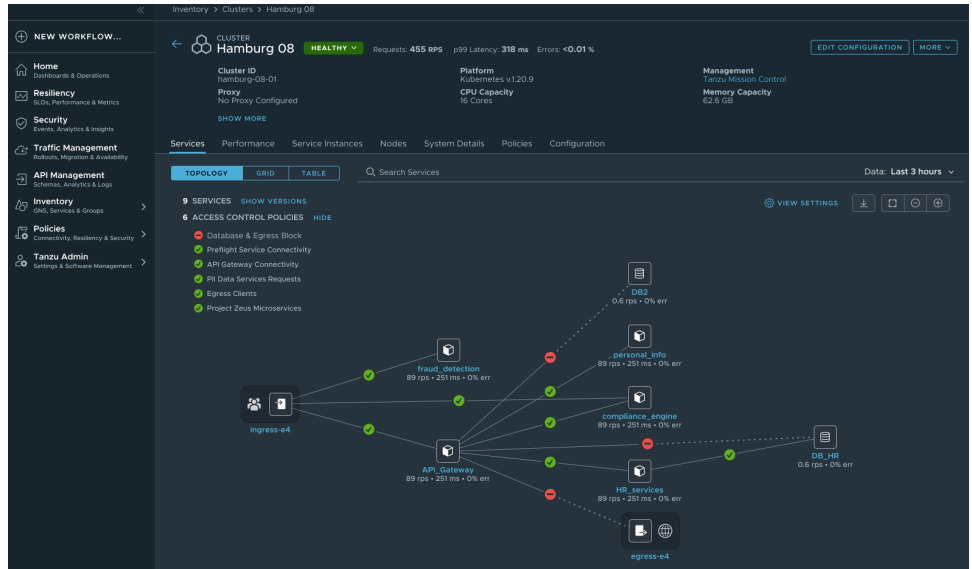 «
Inventory > Clusters > Hamburg 08
NEW WORKFLOW...
Home
Dashboards & Operations
Resiliency
SLOs, Performance & Metrics
Security
Events, Analytics & Insights
Traffic Management
Rollouts, Migration & Availability
API Management
Schemas, Analytics & Logs
Inventory
GNS, Services & Groups
Policies
Connectivity, Resiliency & Security
Tanzu Admin
Settings & Software Management
CLUSTER
Hamburg 08
HEALTHY
Requests: 455 RPS p99 Latency: 318 ms Errors: <0.01 %
EDIT CONFIGURATION
MORE
Cluster ID
hamburg-08-01
Platform
Kubernetes v.1.20.9
Management
Tanzu Mission Control
Proxy
No Proxy Configured
CPU Capacity
16 Cores
Memory Capacity
62.6 GB
SHOW MORE
Services Performance Service Instances Nodes System Details Policies Configuration
TOPOLOGY GRID TABLE
Search Services
Data: Last 3 hours
9 SERVICES SHOW VERSIONS
VIEW SETTINGS
6 ACCESS CONTROL POLICIES HIDE
Database & Egress Block
Preflight Service Connectivity
API Gateway Connectivity
PII Data Services Requests
Egress Clients
Project Zeus Microservices
DB2
0.6 rps • 0% err
personal_info
89 rps • 251 ms • 0% err
fraud_detection
89 rps • 251 ms • 0% err
compliance_engine
89 rps • 251 ms • 0% err
ingress-e4
DB_HR
0.6 rps • 0% err
API_Gateway
89 rps • 251 ms • 0% err
HR_services
89 rps • 251 ms • 0% err
egress-e4